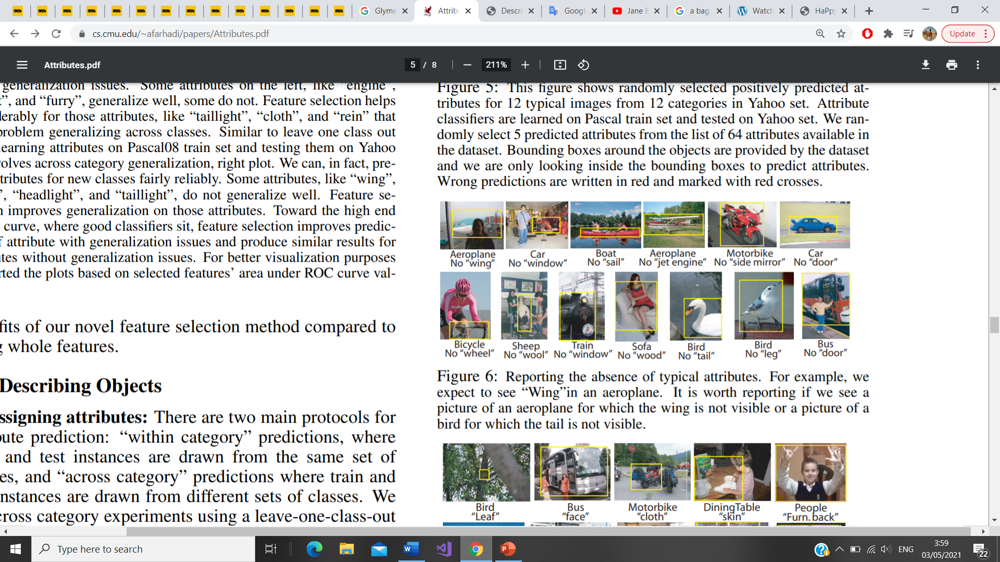 IMDb IMDb IMDb IMDb IMDb IMDb IMDb IMDb IMDb IMDb IMDb IMDb IMDb IMDb Glyme Attrib Descri Googl Jane E a bag Watch HaPpy
cs.cmu.edu/~afarhadi/papers/Attributes.pdf
Update
Attributes.pdf
5 / 8
211%
generalization issues. Some attributes on the left, like “engine”,
”, and “furry”, generalize well, some do not. Feature selection helps
derably for those attributes, like “taillight”, “cloth”, and “rein” that
problem generalizing across classes. Similar to leave one class out
earning attributes on Pascal08 train set and testing them on Yahoo
volves across category generalization, right plot. We can, in fact, pre-
tributes for new classes fairly reliably. Some attributes, like “wing”,
”, “headlight”, and “taillight”, do not generalize well. Feature se-
n improves generalization on those attributes. Toward the high end
curve, where good classifiers sit, feature selection improves predic-
f attribute with generalization issues and produce similar results for
utes without generalization issues. For better visualization purposes
rted the plots based on selected features’ area under ROC curve val-
fits of our novel feature selection method compared to
g whole features.
Describing Objects
ssigning attributes: There are two main protocols for
oute prediction: “within category” predictions, where
and test instances are drawn from the same set of
es, and “across category” predictions where train and
nstances are drawn from different sets of classes. We
cross category experiments using a leave-one-class-out
Figure 5: This figure shows randomly selected positively predicted at-
tributes for 12 typical images from 12 categories in Yahoo set. Attribute
classifiers are learned on Pascal train set and tested on Yahoo set. We ran-
domly select 5 predicted attributes from the list of 64 attributes available in
the dataset. Bounding boxes around the objects are provided by the dataset
and we are only looking inside the bounding boxes to predict attributes.
Wrong predictions are written in red and marked with red crosses.
Aeroplane Car Boat Aeroplane Motorbike Car
No “wing” No “window” No “sail” No “jet engine” No “side mirror” No “door”
Bicycle Sheep Train Sofa Bird Bird Bus
No “wheel” No “wool” No “window” No “wood” No “tail” No “leg” No “door”
Figure 6: Reporting the absence of typical attributes. For example, we
expect to see “Wing”in an aeroplane. It is worth reporting if we see a
picture of an aeroplane for which the wing is not visible or a picture of a
bird for which the tail is not visible.
Bird Bus Motorbike DiningTable People
“Leaf” “face” “cloth” “skin” “Furn. back”
Type here to search
ENG
3:59
03/05/2021
22